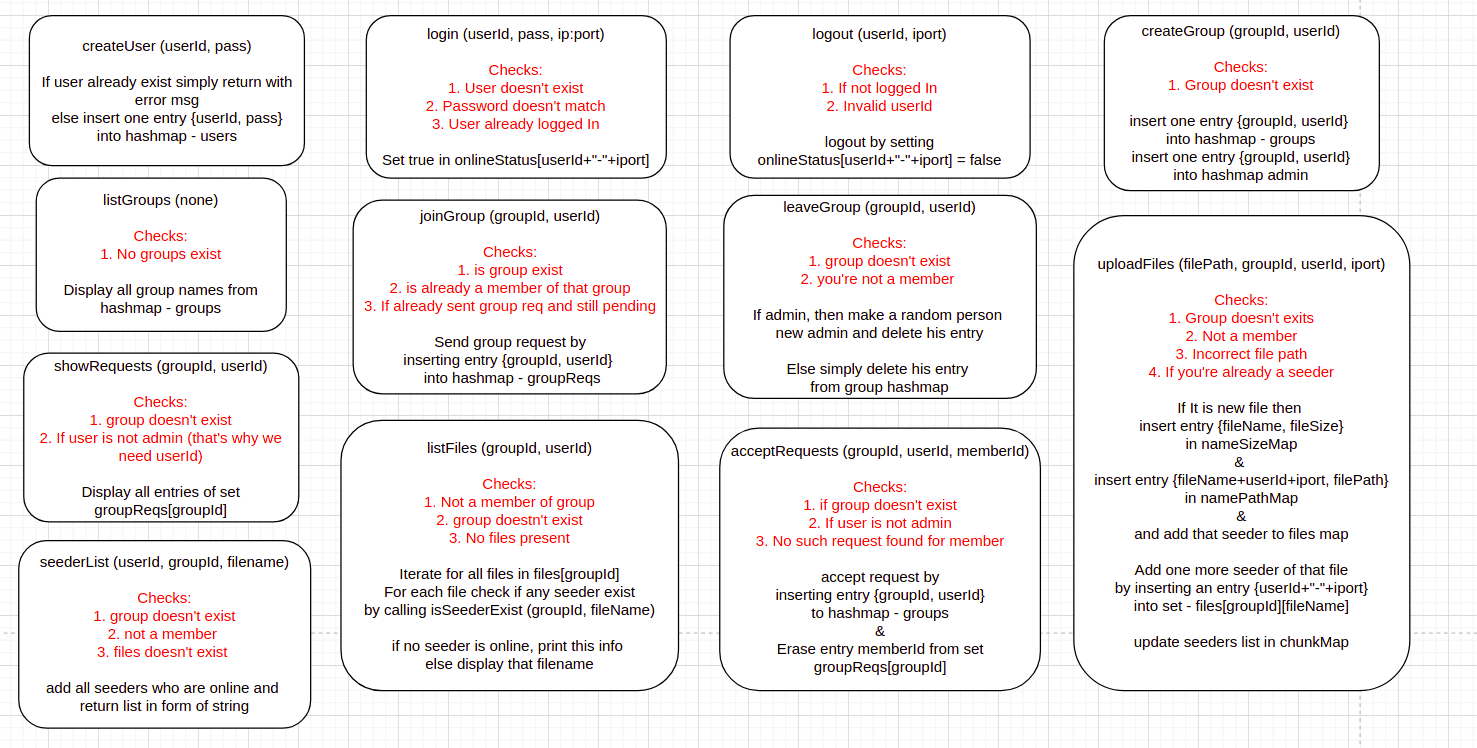 createUser (userId, pass)
If user already exist simply return with
error msg
else insert one entry {userId, pass}
into hashmap - users
login (userId, pass, ip:port)
Checks:
1. User doesn't exist
2. Password doesn't match
3. User already logged In
Set true in onlineStatus[userId+"-"+iport]
logout (userId, iport)
Checks:
1. If not logged In
2. Invalid userId
logout by setting
onlineStatus[userId+"-"+iport] = false
createGroup (groupId, userId)
Checks:
1. Group doesn't exist
insert one entry {groupId, userId}
into hashmap - groups
insert one entry {groupId, userId}
into hashmap admin
listGroups (none)
Checks:
1. No groups exist
Display all group names from
hashmap - groups
joinGroup (groupId, userId)
Checks:
1. is group exist
2. is already a member of that group
3. If already sent group req and still pending
Send group request by
inserting entry {groupId, userId}
into hashmap - groupReqs
leaveGroup (groupId, userId)
Checks:
1. group doesn't exist
2. you're not a member
If admin, then make a random person
new admin and delete his entry
Else simply delete his entry
from group hashmap
uploadFiles (filePath, groupId, userId, iport)
Checks:
1. Group doesn't exits
2. Not a member
3. Incorrect file path
4. If you're already a seeder
If It is new file then
insert entry {fileName, fileSize}
in nameSizeMap
&
insert entry {fileName+userId+iport, filePath}
in namePathMap
&
and add that seeder to files map
Add one more seeder of that file
by inserting an entry {userId+"-"+iport}
into set - files[groupId][fileName]
update seeders list in chunkMap
showRequests (groupId, userId)
Checks:
1. group doesn't exist
2. If user is not admin (that's why we
need userId)
Display all entries of set
groupReqs[groupId]
listFiles (groupId, userId)
Checks:
1. Not a member of group
2. group doestn't exist
3. No files present
Iterate for all files in files[groupId]
For each file check if any seeder exist
by calling isSeederExist (groupId, fileName)
if no seeder is online, print this info
else display that filename
acceptRequests (groupId, userId, memberId)
Checks:
1. if group doesn't exist
2. If user is not admin
3. No such request found for member
accept request by
inserting entry {groupId, userId}
to hashmap - groups
&
Erase entry memberId from set
groupReqs[groupId]
seederList (userId, groupId, filename)
Checks:
1. group doesn't exist
2. not a member
3. files doesn't exist
add all seeders who are online and
return list in form of string